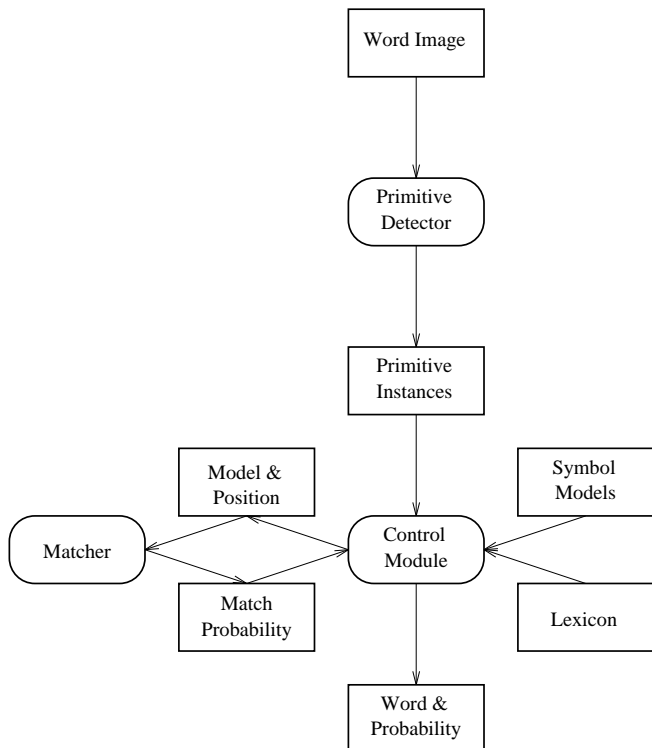 Word Image
Primitive
Detector
Primitive
Instances
Model &
Position
Symbol
Models
Matcher
Control
Module
Match
Probability
Lexicon
Word &
Probability